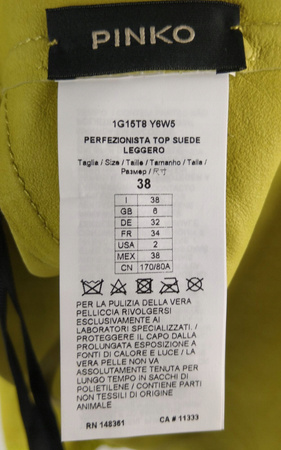 PINKO
1G15T8 Y6W5
PERFEZIONISTA TOP SUEDE
LEGGERO
Taglia / Size / Taille / Tamanho / Talla /
Размер / 尺寸
38
I 38
GB 6
DE 32
FR 34
USA 2
MEX 38
CN 170/80A
PER LA PULIZIA DELLA VERA
PELLICCIA RIVOLGERSI
ESCLUSIVAMENTE AI
LABORATORI SPECIALIZZATI. /
PROTEGGERE IL CAPO DALLA
PROLUNGATA ESPOSIZIONE A
FONTI DI CALORE E LUCE / LA
VERA PELLE NON VA
ASSOLUTAMENTE TENUTA PER
LUNGO TEMPO IN SACCHI DI
POLIETILENE / CONTIENE PARTI
NON TESSILI DI ORIGINE
ANIMALE
RN 148361 CA # 11333